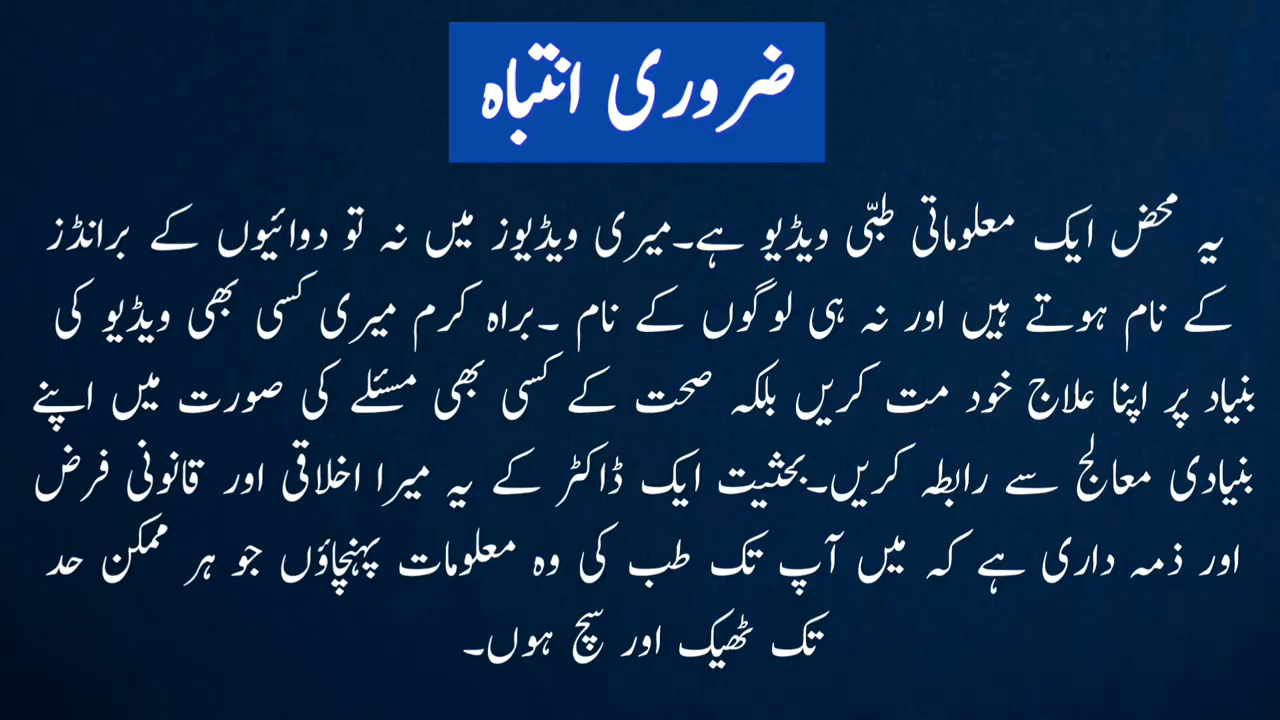 ضروری انتباہ
یہ محض ایک معلوماتی طبّی ویڈیو ہے۔میری ویڈیوز میں نہ تو دوائیوں کے برانڈز
کے نام ہوتے ہیں اور نہ ہی لوگوں کے نام ۔براہ کرم میری کسی بھی ویڈیو کی
بنیاد پر اپنا علاج خود مت کریں بلکہ صحت کے کسی بھی مسئلے کی صورت میں اپنے
بنیادی معالج سے رابطہ کریں۔بحثیت ایک ڈاکٹر کے یہ میرا اخلاقی اور قانونی فرض
اور ذمہ داری ہے کہ میں آپ تک طب کی وہ معلومات پہنچاؤں جو ہر ممکن حد
تک ٹھیک اور سچ ہوں۔